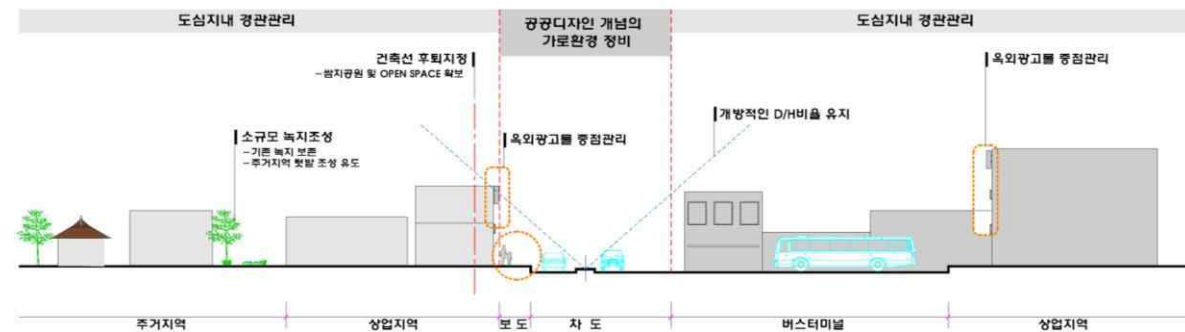 도심지내 경관관리
공공디자인 개념의
가로환경 정비
도심지내 경관관리
건축선 후퇴지정
-쌈지공원 및 OPEN SPACE 확보
옥외광고물 중점관리
개방적인 D/H비율 유지
소규모 녹지조성
-기존 녹지 보존
-주거지역 텃밭 조성 유도
옥외광고물 중점관리
주거지역
상업지역
보 도
차 도
버스터미널
상업지역